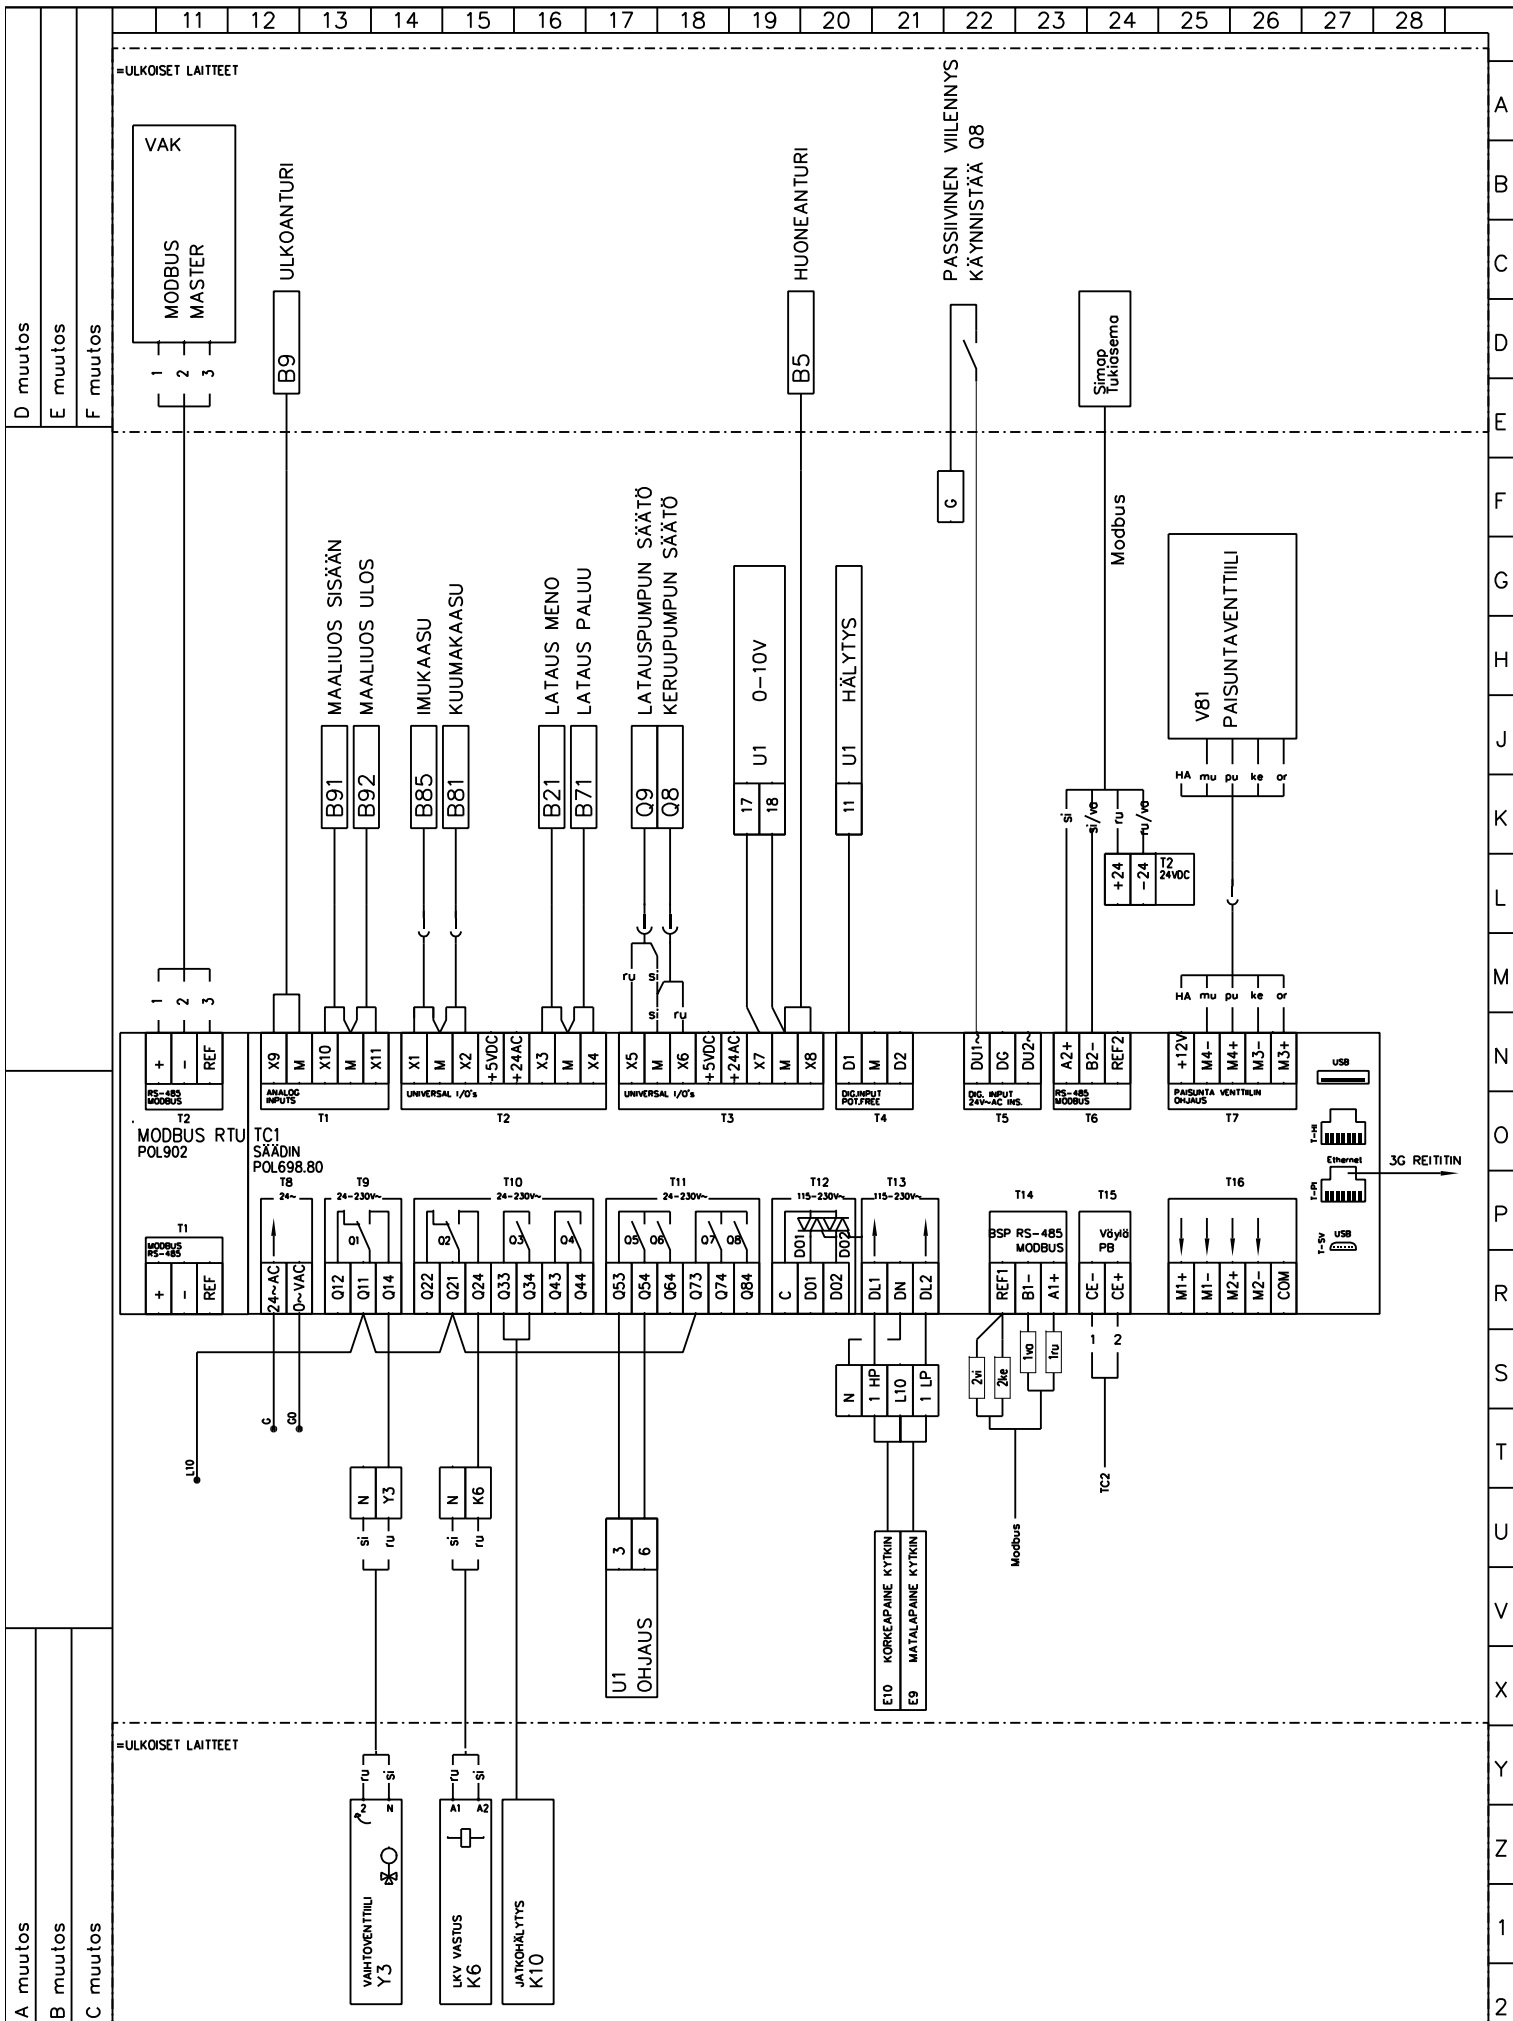 11 12 13 14 15 16 17 18 19 20 21 22 23 24 25 26 27 28
A
B
C
D
E
F
G
H
J
K
L
M
N
O
P
R
S
T
U
V
X
Y
Z
1
2
D muutos
E muutos
F muutos
A muutos
B muutos
C muutos
=ULKOISET LAITTEET
VAK
MODBUS
MASTER
1
2
3
B9
ULKOANTURI
B5
HUONEANTURI
PASSIIVINEN VIILENNYS
KÄYNNISTÄÄ Q8
Simap
Tukiasema
G
Modbus
B91 MAALIUOS SISÄÄN
B92 MAALIUOS ULOS
B85 IMUKAASU
B81 KUUMAKAASU
B21 LATAUS MENO
B71 LATAUS PALUU
Q9 LATAUSPUMPUN SÄÄTÖ
Q8 KERUUPUMPUN SÄÄTÖ
17
18
U1 0-10V
11
U1 HÄLYTYS
V81
PAISUNTAVENTTIILI
HA mu pu ke or
si
si/va
ru
ru/va
+24
-24
T2
24VDC
1
2
3
ru si
si ru
HA mu pu ke or
+ - REF
RS-485
MODBUS
T2
X9 M X10 M X11
ANALOG
INPUTS
T1
X1 M X2 +5VDC +24AC X3 M X4
UNIVERSAL I/O's
T2
X5 M X6 +5VDC +24AC X7 M X8
UNIVERSAL I/O's
T3
D1 M D2
DIG.INPUT
POT.FREE
T4
DU1~ DG DU2~
DIG. INPUT
24V~AC INS.
T5
A2+ B2- REF2
RS-485
MODBUS
T6
+12V M4- M4+ M3- M3+
PAISUNTA VENTTIILIN
OHJAUS
T7
USB
T-HI
Ethernet
T-PI
3G REITITIN
USB
T-SV
MODBUS RTU
POL902
TC1
SÄÄDIN
POL698.80
T1
MODBUS
RS-485
+ - REF
T8
24~
24~AC 0~VAC
T9
24-230V~
Q1
Q12 Q11 Q14
T10
24-230V~
Q2 Q3 Q4
Q22 Q21 Q24 Q33 Q34 Q43 Q44
T11
24-230V~
Q5 Q6 Q7 Q8
Q53 Q54 Q64 Q73 Q74 Q84
T12
115-230V~
DO1 DO2
C DO1 DO2
T13
115-230V~
DL1 DN DL2
T14
BSP RS-485
MODBUS
REF1 B1- A1+
T15
Väylä
PB
CE- CE+
T16
M1+ M1- M2+ M2- COM
L10
G
G0
N Y3
si ru
N K6
si ru
3 6
U1
OHJAUS
N
1 HP
L10
1 LP
E10 KORKEAPAINE KYTKIN
E9 MATALAPAINE KYTKIN
2vi
2ke
1va
1ru
Modbus
1 2
TC2
=ULKOISET LAITTEET
ru si
2 N
VAIHTOVENTTIILI
Y3
ru si
A1 A2
LKV VASTUS
K6
JATKOHÄLYTYS
K10